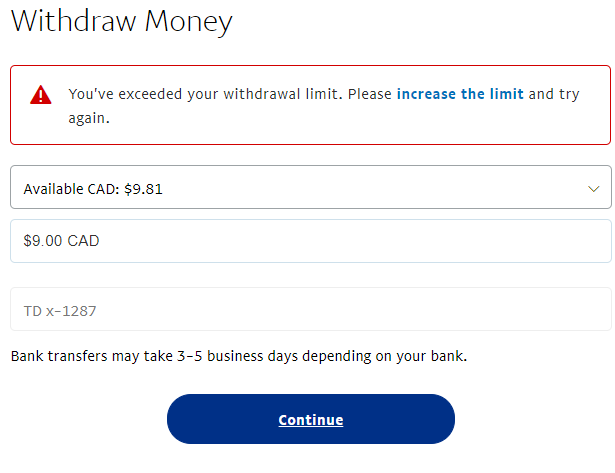 Withdraw Money
You've exceeded your withdrawal limit. Please increase the limit and try
again.
Available CAD: $9.81
$9.00 CAD
TD x-1287
Bank transfers may take 3-5 business days depending on your bank.
Continue